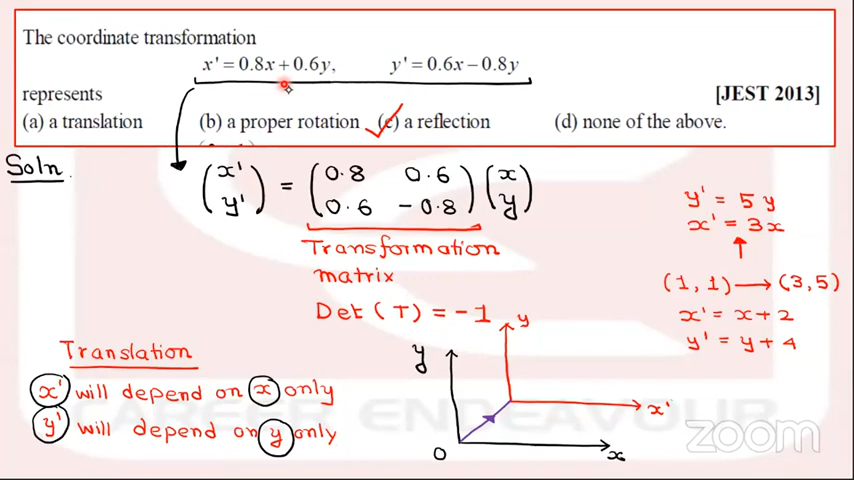 The coordinate transformation
x' = 0.8x + 0.6y, y' = 0.6x − 0.8y
represents [JEST 2013]
(a) a translation (b) a proper rotation (c) a reflection (d) none of the above.
Soln
(x' y') = (0.8 0.6 0.6 -0.8) (x y)
Transformation
matrix
Det (T) = -1
y' = 5y
x' = 3x
(1, 1) → (3, 5)
x' = x + 2
y' = y + 4
Translation
x' will depend on x only
y' will depend on y only
y
y
x'
O
x
CAREER ENDEAVOUR
zoom